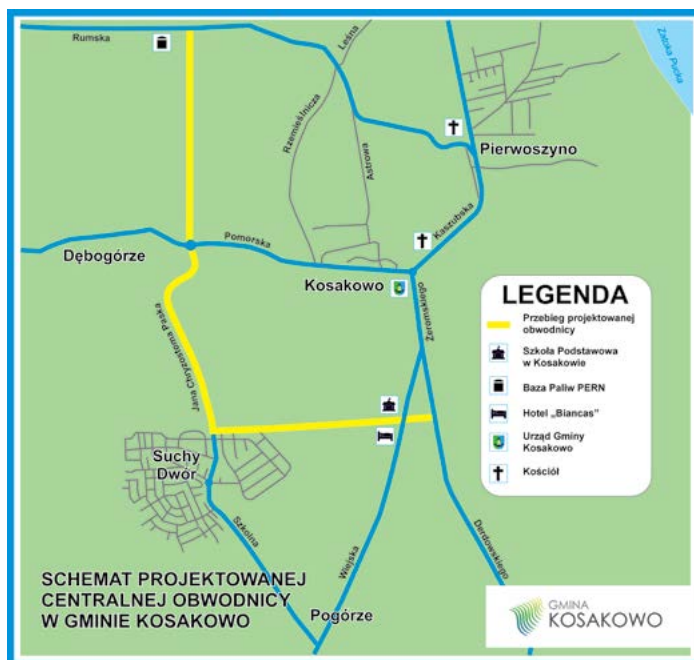 Rumska
Leśna
Zatoka Pucka
Rzemieślnicza
Astrowa
Pierwoszyno
Kaszubska
Pomorska
Dębogórze
Kosakowo
Żeromskiego
Jana Chryzostoma Paska
LEGENDA
Przebieg projektowanej
obwodnicy
Szkoła Podstawowa
w Kosakowie
Baza Paliw PERN
Hotel „Biancas”
Urząd Gminy
Kosakowo
Kościół
Suchy
Dwór
Szkolna
Wiejska
Derdowskiego
Pogórze
SCHEMAT PROJEKTOWANEJ
CENTRALNEJ OBWODNICY
W GMINIE KOSAKOWO
GMINA
KOSAKOWO